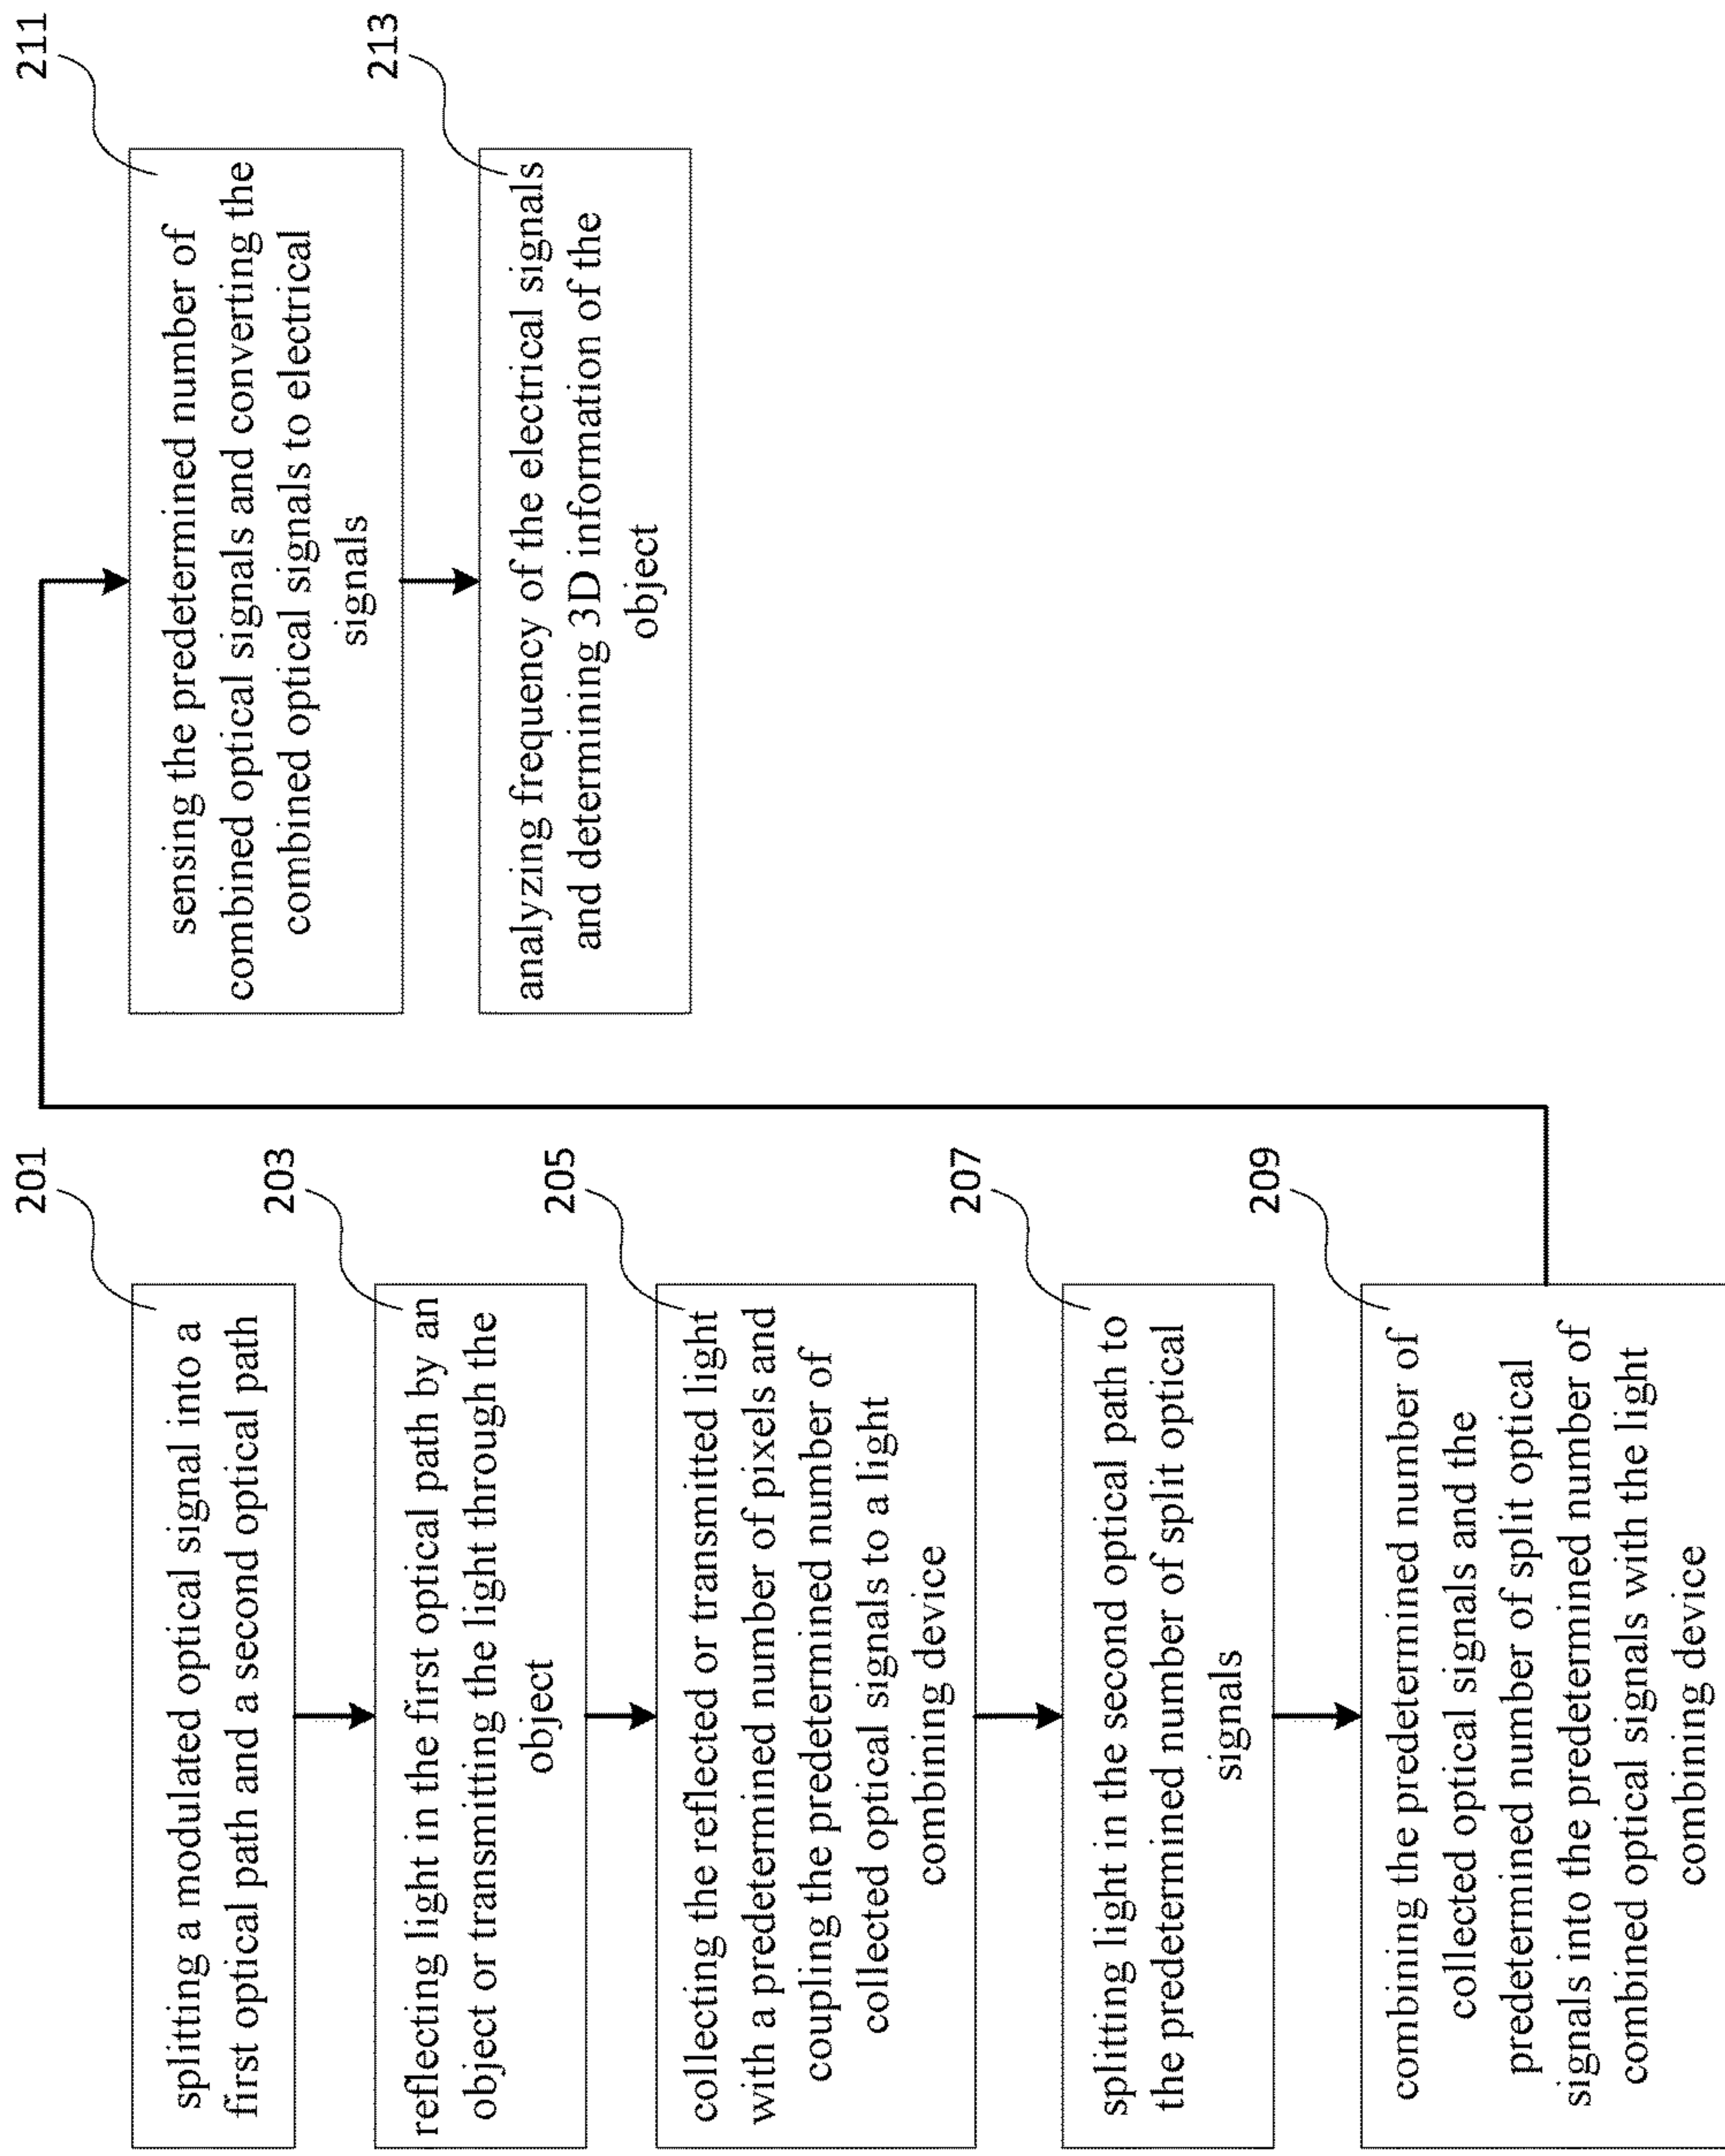 201
splitting a modulated optical signal into a
first optical path and a second optical path
203
reflecting light in the first optical path by an
object or transmitting the light through the
object
205
collecting the reflected or transmitted light
with a predetermined number of pixels and
coupling the predetermined number of
collected optical signals to a light
combining device
207
splitting light in the second optical path to
the predetermined number of split optical
signals
209
combining the predetermined number of
collected optical signals and the
predetermined number of split optical
signals into the predetermined number of
combined optical signals with the light
combining device
211
sensing the predetermined number of
combined optical signals and converting the
combined optical signals to electrical
signals
213
analyzing frequency of the electrical signals
and determining 3D information of the
object